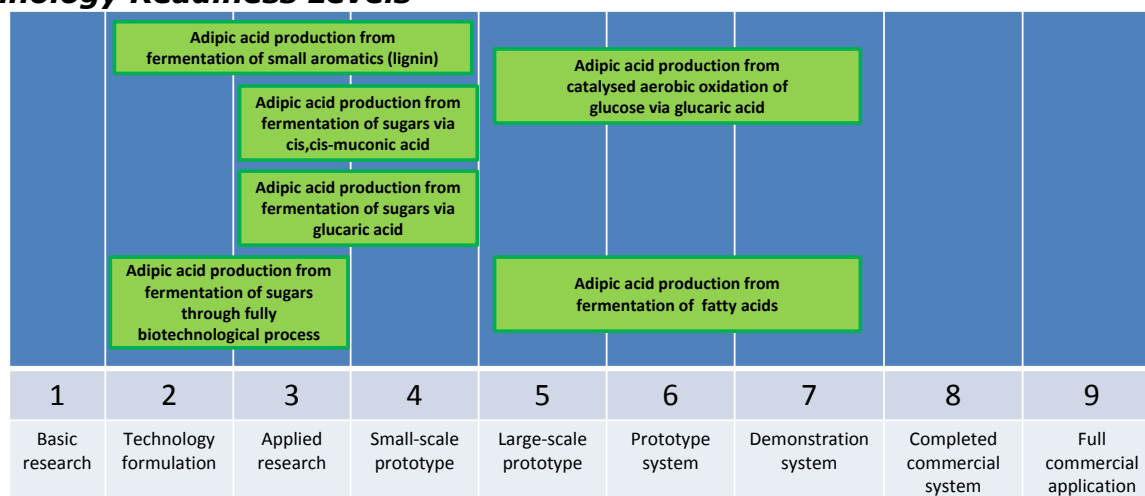 Readiness Levels
Adipic acid production from
fermentation of small aromatics (lignin)
Adipic acid production from
catalysed aerobic oxidation of
glucose via glucaric acid
Adipic acid production from
fermentation of sugars via
cis,cis-muconic acid
Adipic acid production from
fermentation of sugars via
glucaric acid
Adipic acid production from
fermentation of sugars
through fully
biotechnological process
Adipic acid production from
fermentation of fatty acids
1 2 3 4 5 6 7 8 9
Basic
research
Technology
formulation
Applied
research
Small-scale
prototype
Large-scale
prototype
Prototype
system
Demonstration
system
Completed
commercial
system
Full
commercial
application